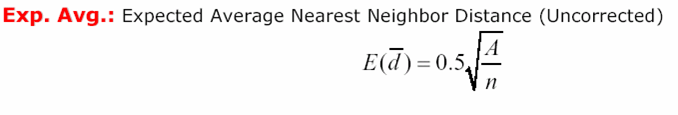 Exp. Avg.: Expected Average Nearest Neighbor Distance (Uncorrected)
E(d̅) = 0.5√(A/n)